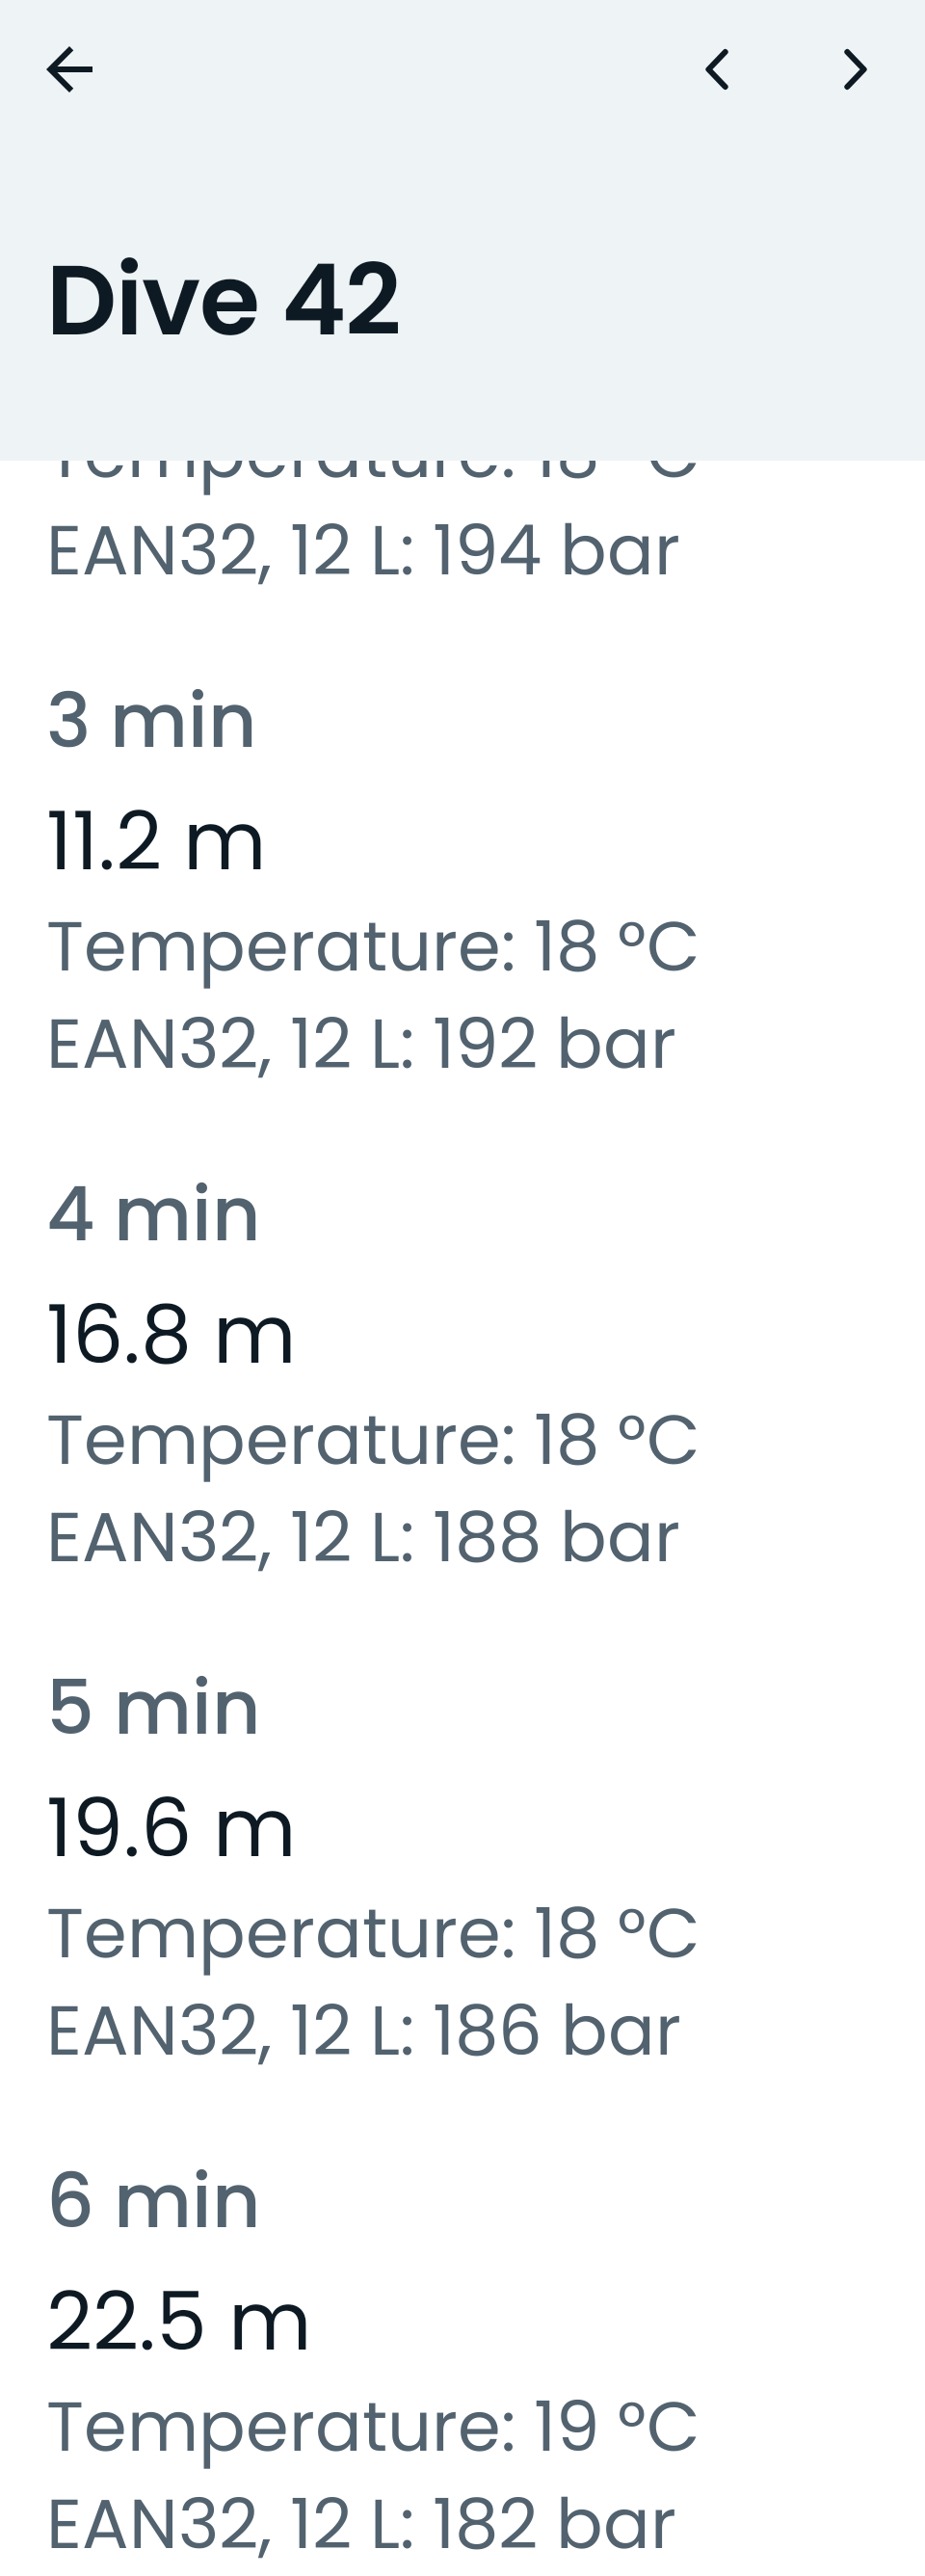 Dive 42
Temperature: 18 °C
EAN32, 12 L: 194 bar
3 min
11.2 m
Temperature: 18 °C
EAN32, 12 L: 192 bar
4 min
16.8 m
Temperature: 18 °C
EAN32, 12 L: 188 bar
5 min
19.6 m
Temperature: 18 °C
EAN32, 12 L: 186 bar
6 min
22.5 m
Temperature: 19 °C
EAN32, 12 L: 182 bar